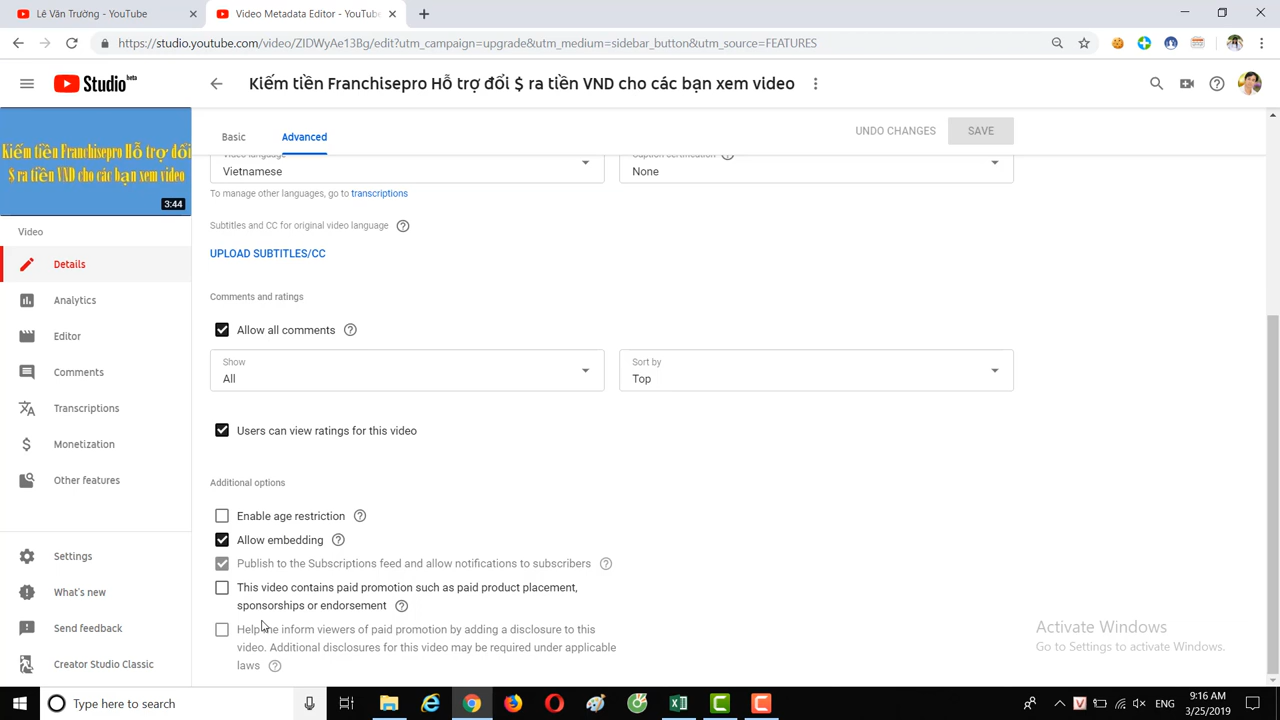 Lê Văn Trường - YouTube
Video Metadata Editor - YouTube
https://studio.youtube.com/video/ZIDWyAe13Bg/edit?utm_campaign=upgrade&utm_medium=sidebar_button&utm_source=FEATURES
Studio beta
Kiếm tiền Franchisepro Hỗ trợ đổi $ ra tiền VND cho các bạn xem video
Kiếm tiền Franchisepro Hỗ trợ đổi
$ ra tiền VND cho các bạn xem video
3:44
Basic
Advanced
UNDO CHANGES
SAVE
Video language
Vietnamese
Caption certification
None
To manage other languages, go to transcriptions
Subtitles and CC for original video language
UPLOAD SUBTITLES/CC
Comments and ratings
Allow all comments
Show
All
Sort by
Top
Users can view ratings for this video
Additional options
Enable age restriction
Allow embedding
Publish to the Subscriptions feed and allow notifications to subscribers
This video contains paid promotion such as paid product placement,
sponsorships or endorsement
Help me inform viewers of paid promotion by adding a disclosure to this
video. Additional disclosures for this video may be required under applicable
laws
Video
Details
Analytics
Editor
Comments
Transcriptions
Monetization
Other features
Settings
What's new
Send feedback
Creator Studio Classic
Activate Windows
Go to Settings to activate Windows.
Type here to search
ENG
9:16 AM
3/25/2019